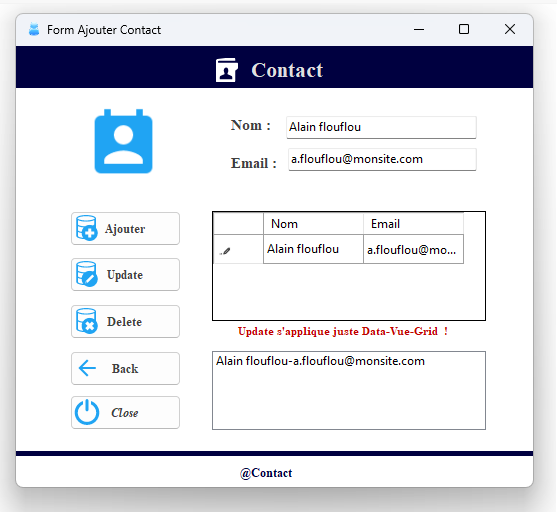 Form Ajouter Contact
Contact
Nom :
Alain flouflou
Email :
a.flouflou@monsite.com
Ajouter
Update
Delete
Back
Close
Nom Email
Alain flouflou a.flouflou@mo...
Update s'applique juste Data-Vue-Grid !
Alain flouflou-a.flouflou@monsite.com
@Contact